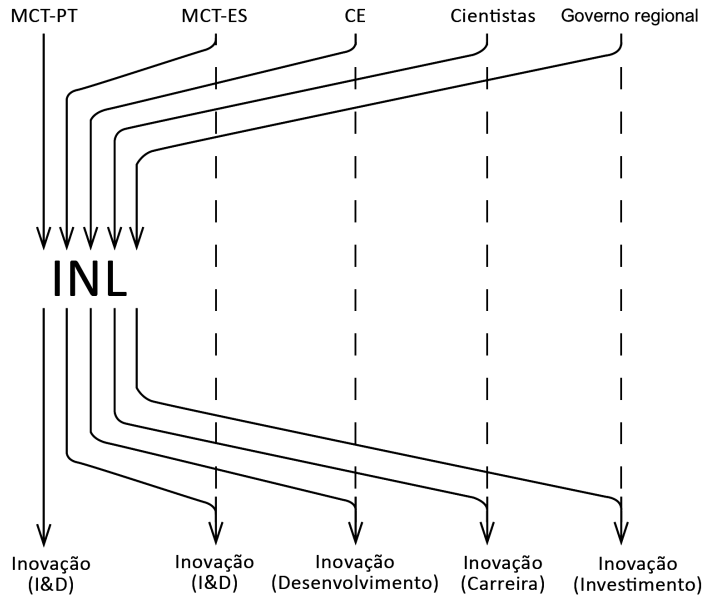 MCT-PT MCT-ES CE Cientistas Governo regional
INL
Inovação Inovação Inovação Inovação Inovação
(I&D) (I&D) (Desenvolvimento) (Carreira) (Investimento)